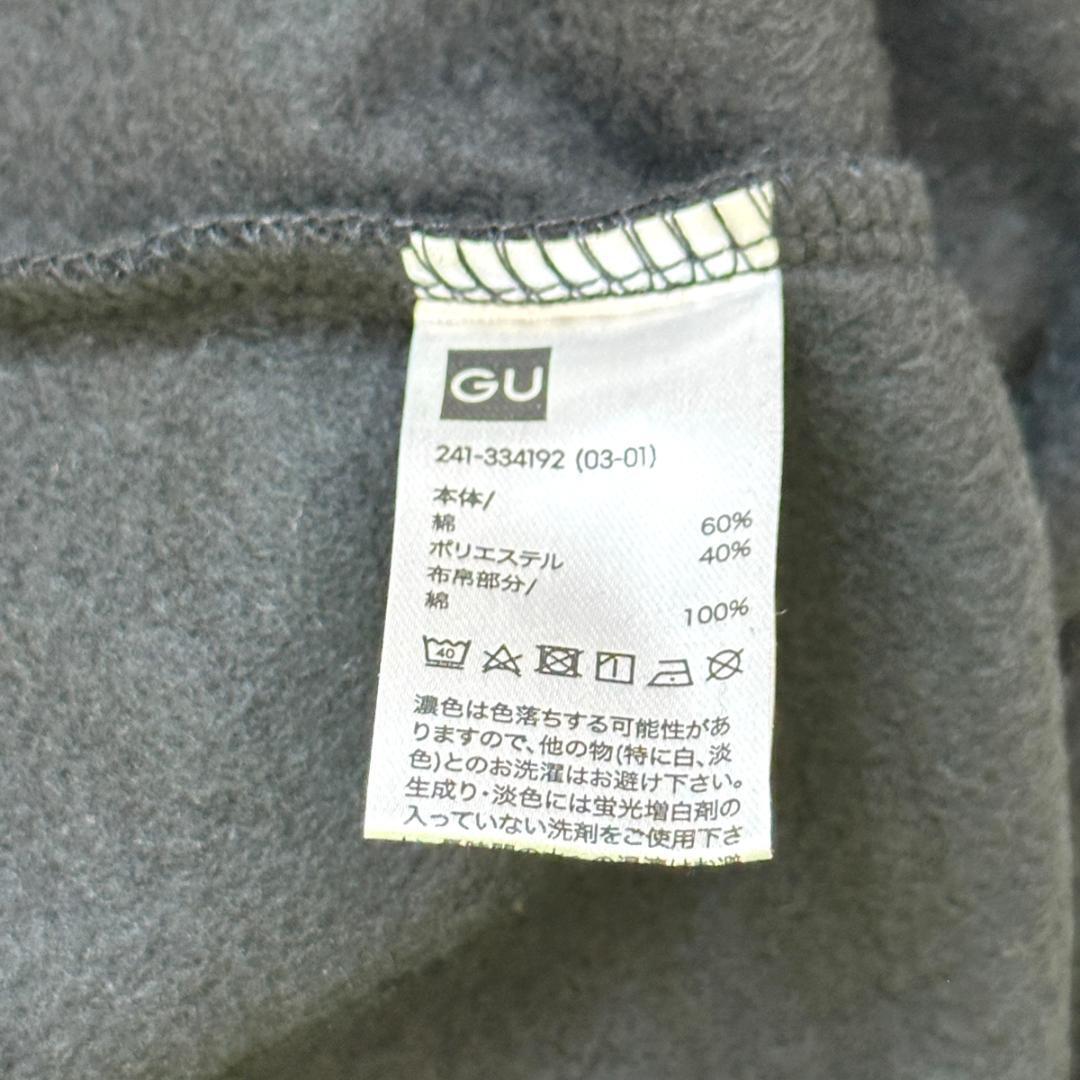 GU
241-334192 (03-01)
本体/
綿 60%
ポリエステル 40%
布帛部分/
綿 100%
40
1
濃色は色落ちする可能性があ
りますので、他の物(特に白、淡
色)とのお洗濯はお避け下さい。
生成り・淡色には蛍光増白剤の
入っていない洗剤をご使用下さ